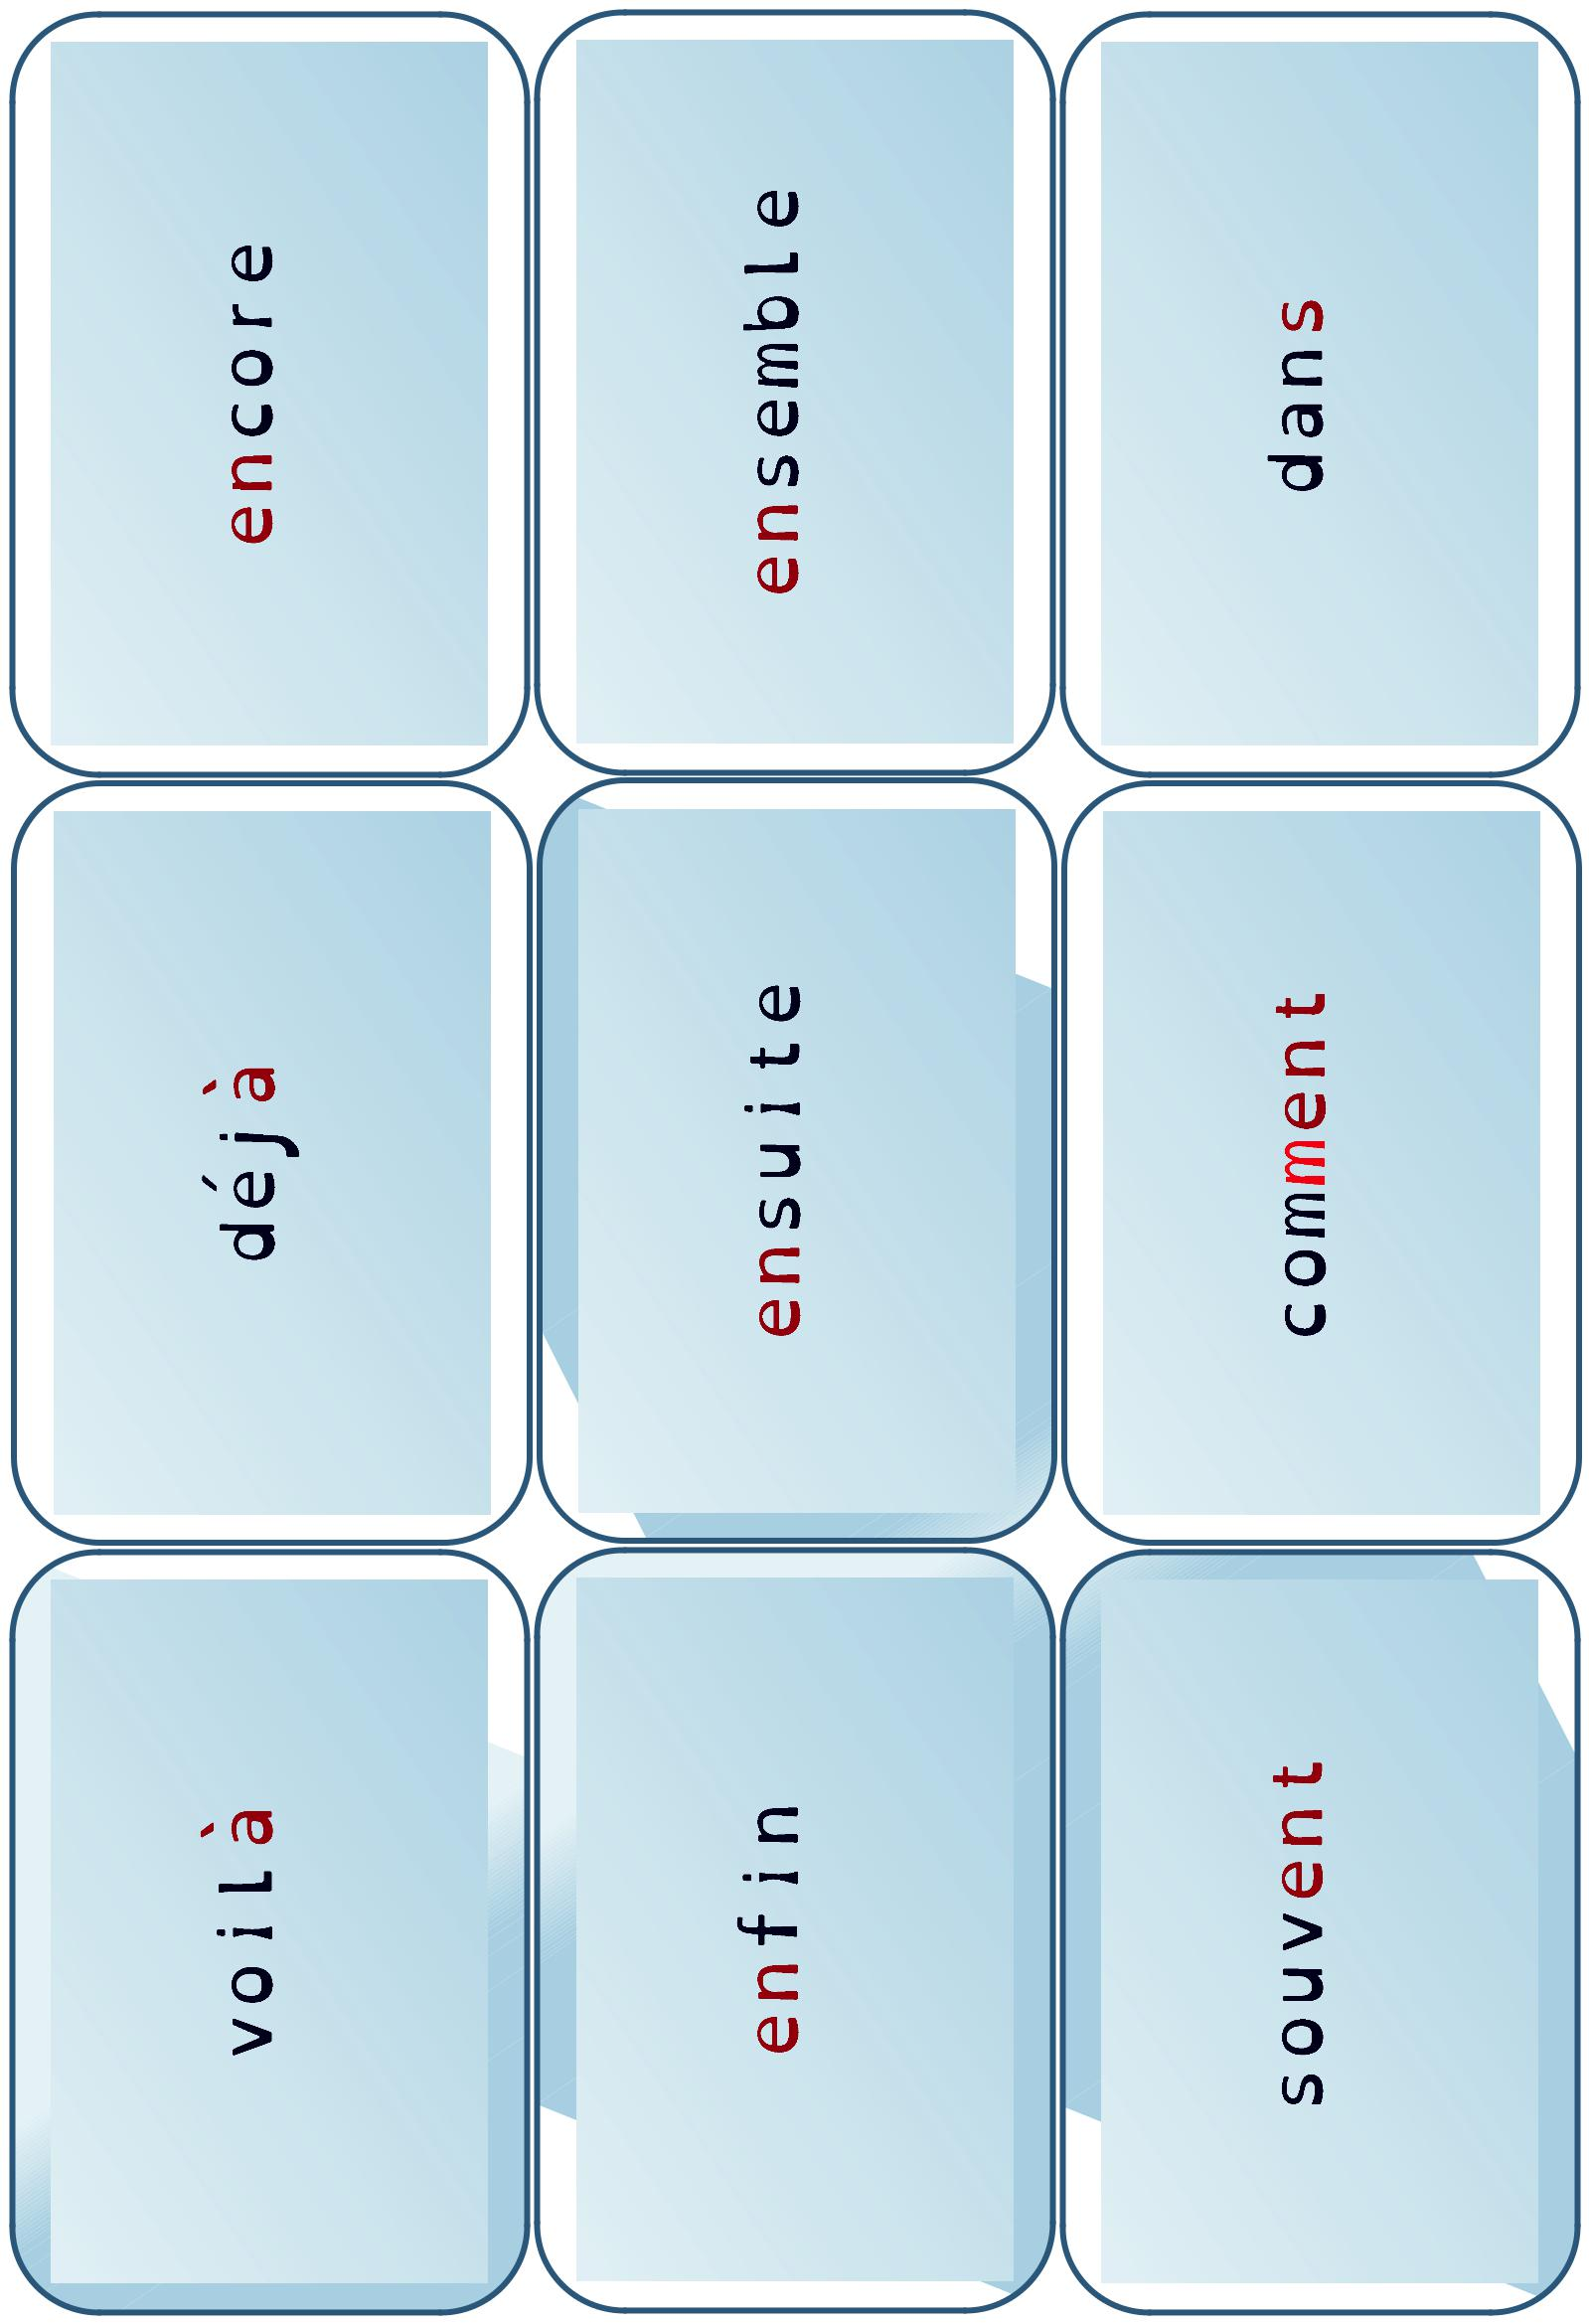 encore
ensemble
dans
déjà
ensuite
comment
voilà
enfin
souvent